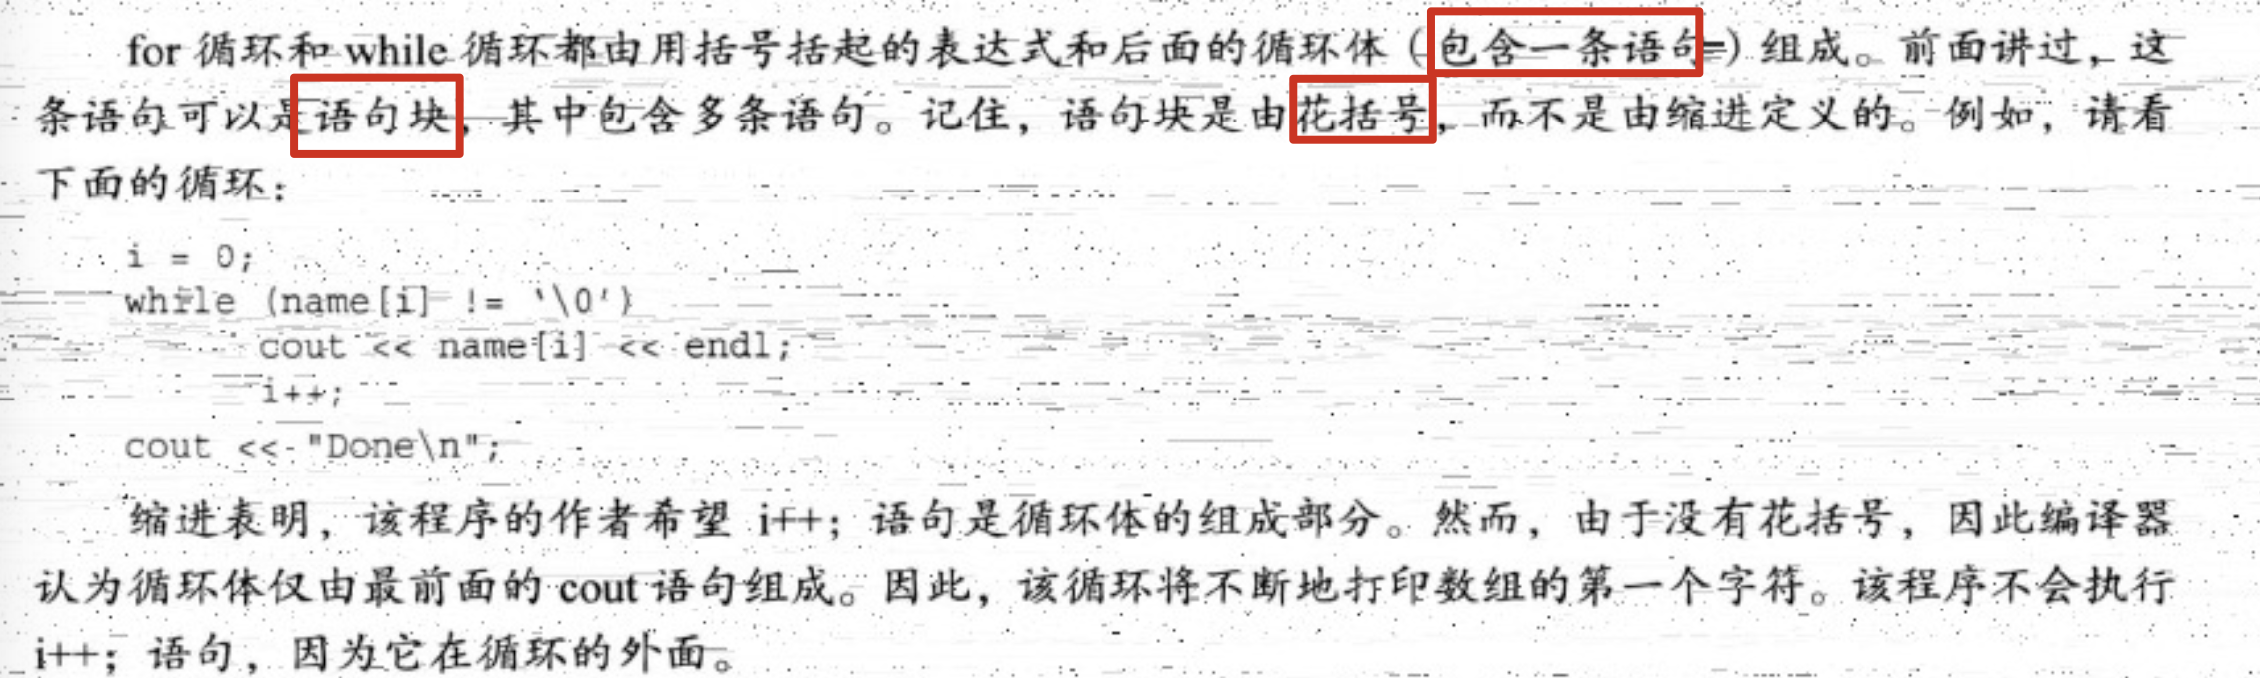 for 循环和 while 循环都由用括号括起的表达式和后面的循环体（包含一条语句）组成。前面讲过，这
条语句可以是语句块，其中包含多条语句。记住，语句块是由花括号，而不是由缩进定义的。例如，请看
下面的循环：
i = 0;
while (name[i] != '\0')
cout << name[i] << endl;
i++;
cout << "Done\n";
缩进表明，该程序的作者希望 i++；语句是循环体的组成部分。然而，由于没有花括号，因此编译器
认为循环体仅由最前面的 cout 语句组成。因此，该循环将不断地打印数组的第一个字符。该程序不会执行
i++；语句，因为它在循环的外面。